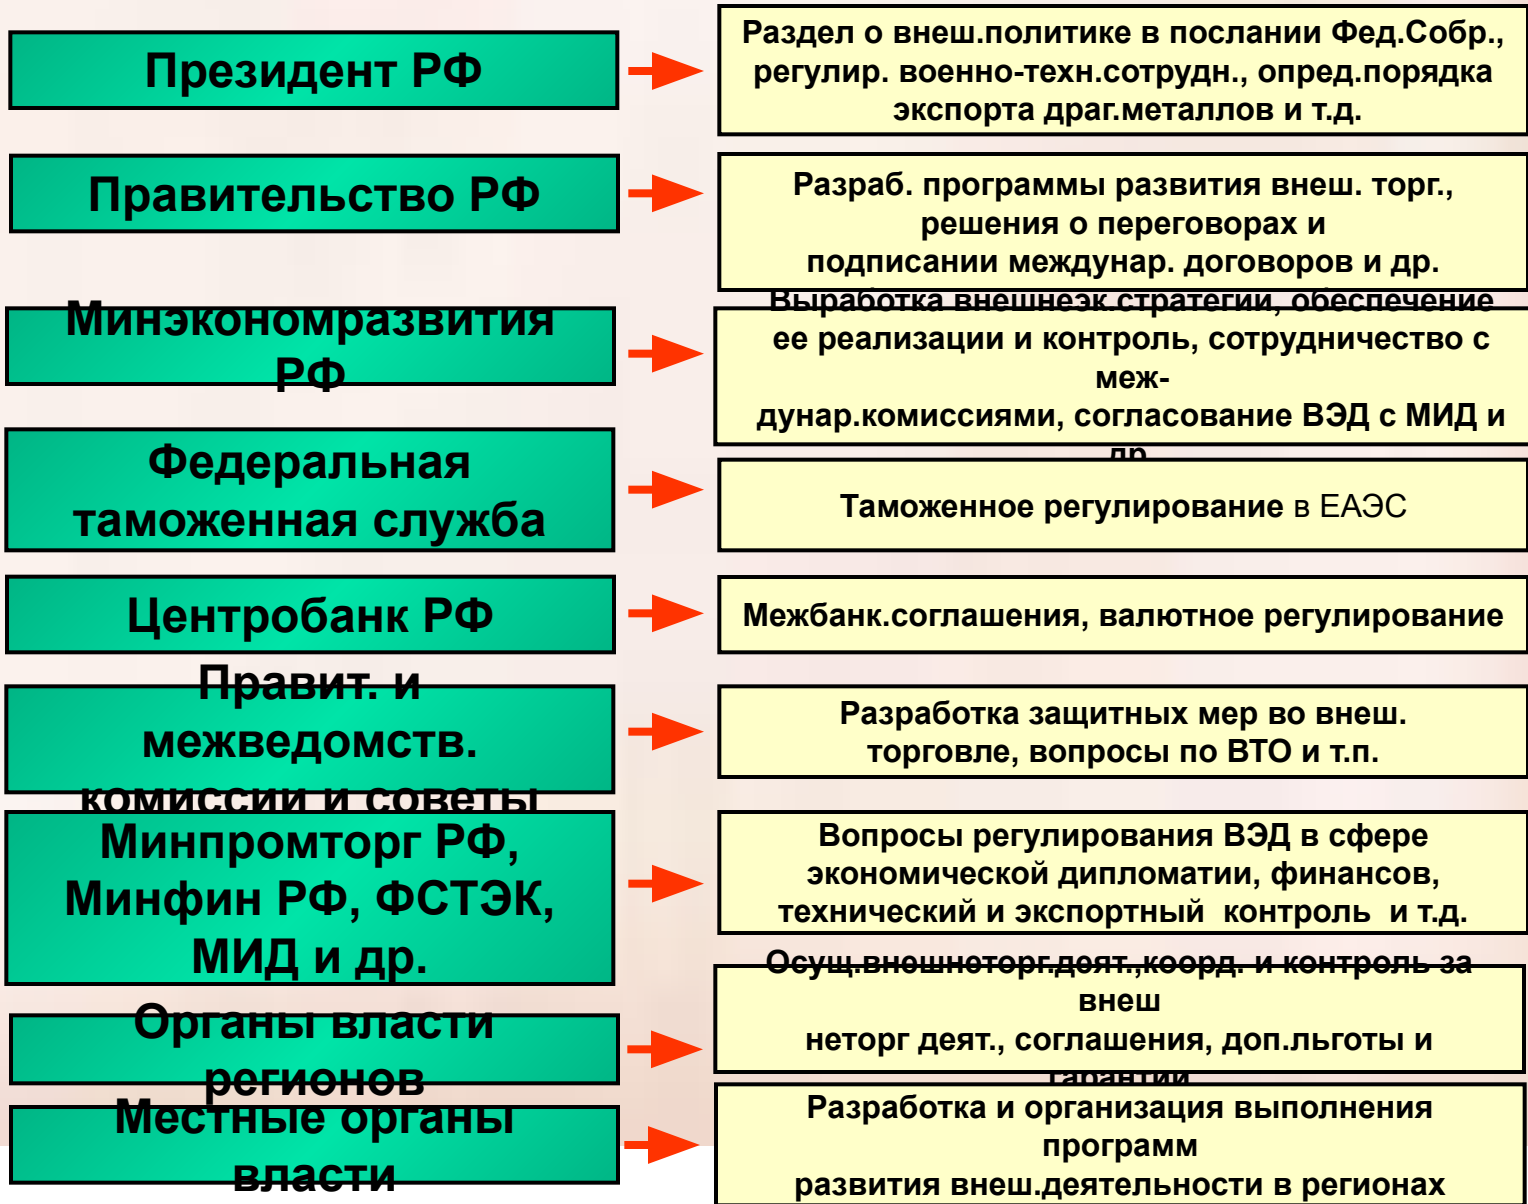 Президент РФ
Раздел о внеш.политике в послании Фед.Собр.,
регулир. военно-техн.сотрудн., опред.порядка
экспорта драг.металлов и т.д.
Правительство РФ
Разраб. программы развития внеш. торг.,
решения о переговорах и
подписании междунар. договоров и др.
Минэкономразвития
РФ
Выработка внешнеэк.стратегии, обеспечение
ее реализации и контроль, сотрудничество с
меж-
дунар.комиссиями, согласование ВЭД с МИД и
др
Федеральная
таможенная служба
Таможенное регулирование в ЕАЭС
Центробанк РФ
Межбанк.соглашения, валютное регулирование
Правит. и
межведомств.
комиссии и советы
Разработка защитных мер во внеш.
торговле, вопросы по ВТО и т.п.
Минпромторг РФ,
Минфин РФ, ФСТЭК,
МИД и др.
Вопросы регулирования ВЭД в сфере
экономической дипломатии, финансов,
технический и экспортный контроль и т.д.
Органы власти
регионов
Осущ.внешнеторг.деят.,коорд. и контроль за
внеш
неторг деят., соглашения, доп.льготы и
гарантии
Местные органы
власти
Разработка и организация выполнения
программ
развития внеш.деятельности в регионах